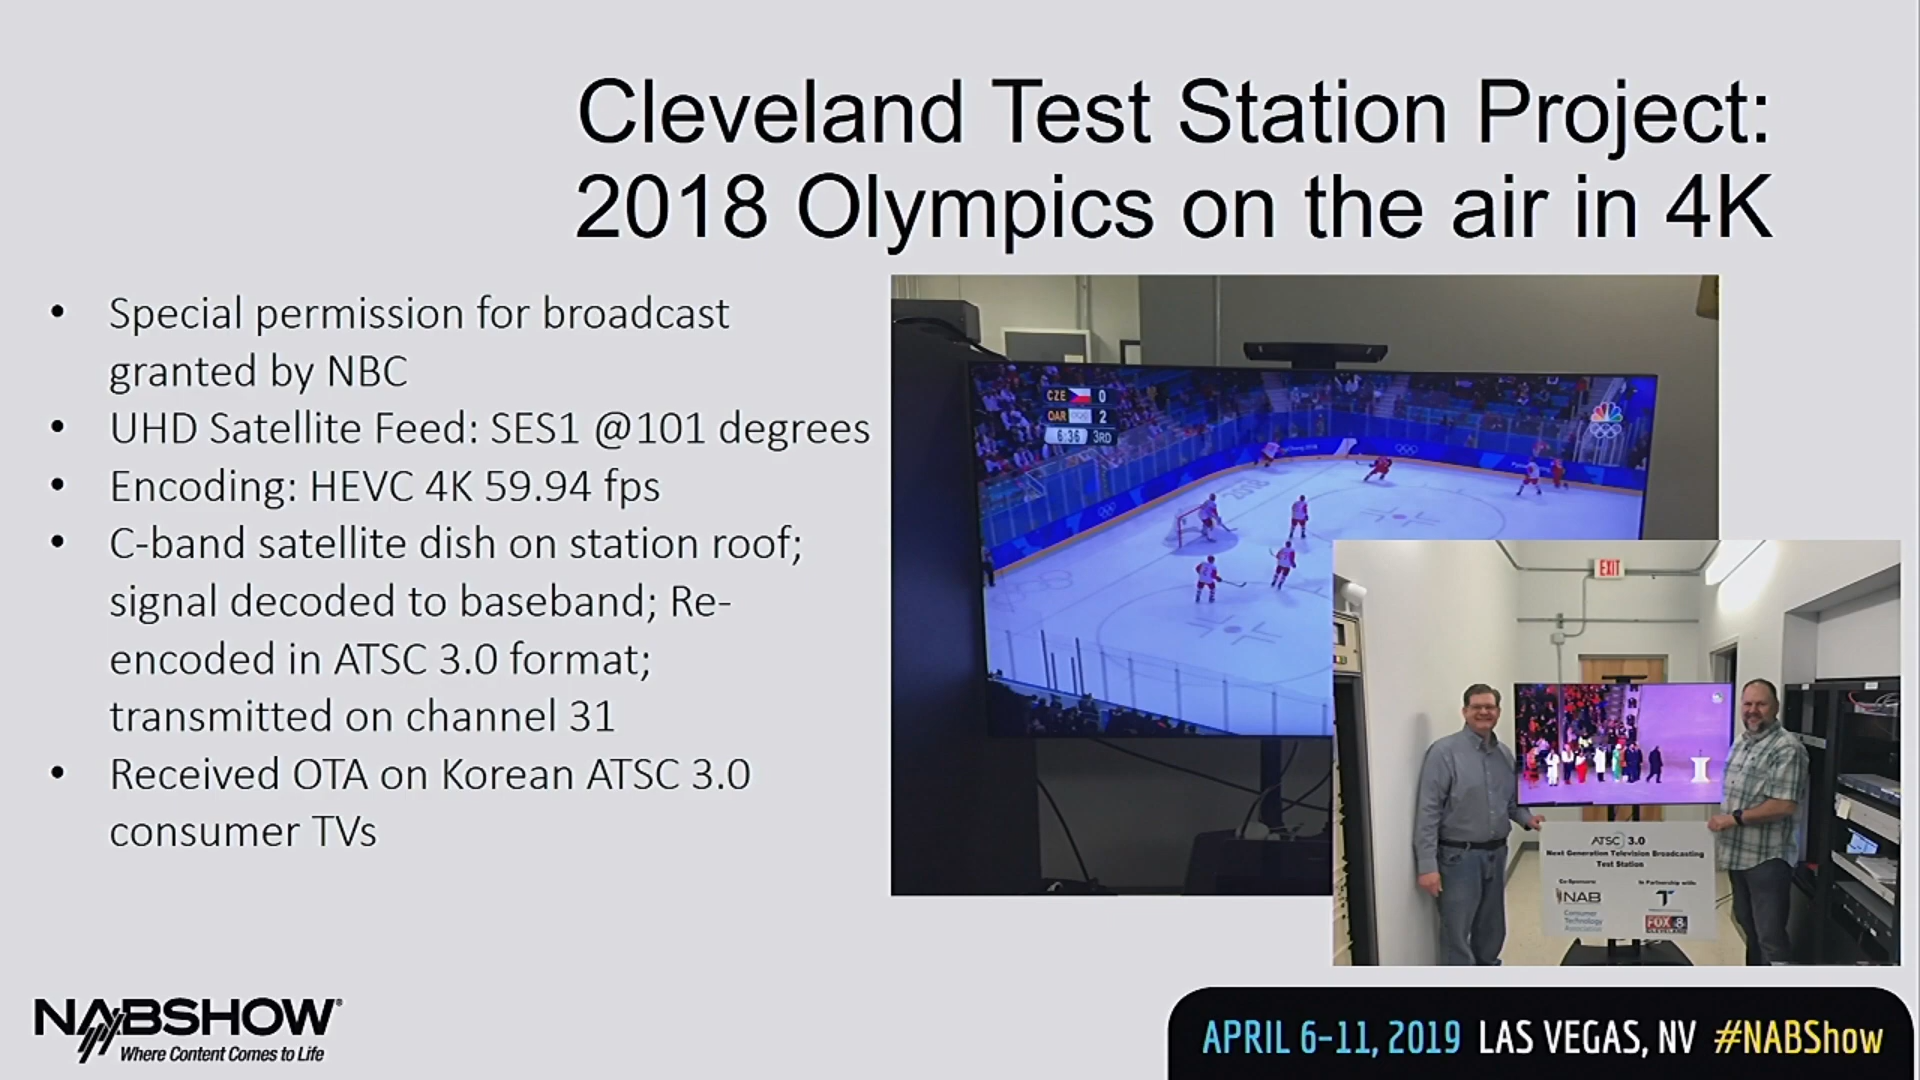 Cleveland Test Station Project:
2018 Olympics on the air in 4K
• Special permission for broadcast
granted by NBC
• UHD Satellite Feed: SES1 @101 degrees
• Encoding: HEVC 4K 59.94 fps
• C-band satellite dish on station roof;
signal decoded to baseband; Re-
encoded in ATSC 3.0 format;
transmitted on channel 31
• Received OTA on Korean ATSC 3.0
consumer TVs
CZE 0
OAR 2
6:36 3RD
2018
EXIT
ATSC 3.0
Next Generation Television Broadcasting
Test Station
Co-Sponsors:
In Partnership with:
NAB
Consumer
Technology
Association
FOX 8
CLEVELAND
NABSHOW®
Where Content Comes to Life
APRIL 6-11, 2019 LAS VEGAS, NV #NABShow